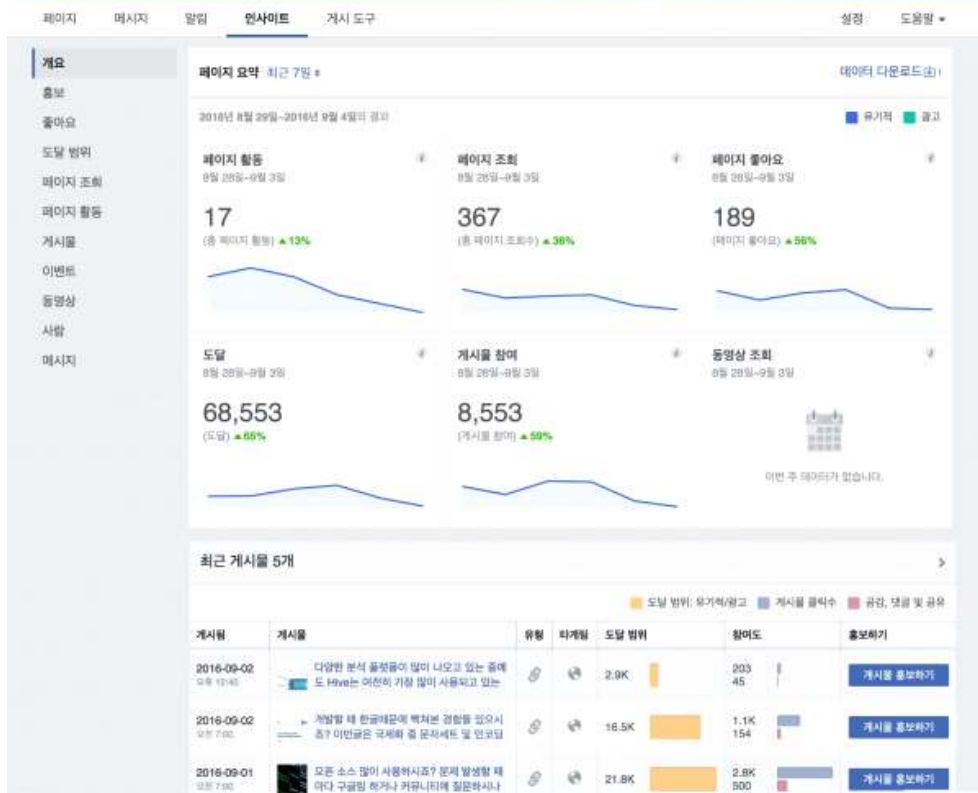 페이지 메시지 알림 인사이트 게시 도구 설정 도움말
개요
홍보
좋아요
도달 범위
페이지 조회
페이지 활동
게시물
이벤트
동영상
사람
메시지
페이지 요약 최근 7일
데이터 다운로드
2016년 8월 29일~2016년 9월 4일의 결과
유기적 광고
페이지 활동
8월 28일~9월 3일
17
(총 페이지 활동) ▲13%
페이지 조회
8월 28일~9월 3일
367
(총 페이지 조회수) ▲36%
페이지 좋아요
8월 28일~9월 3일
189
(페이지 좋아요) ▲56%
도달
8월 28일~9월 3일
68,553
(도달) ▲65%
게시물 참여
8월 28일~9월 3일
8,553
(게시물 참여) ▲59%
동영상 조회
8월 28일~9월 3일
이번 주 데이터가 없습니다.
최근 게시물 5개
도달 범위: 유기적/광고 게시물 클릭수 공감, 댓글 및 공유
게시됨 게시물 유형 타게팅 도달 범위 참여도 홍보하기
2016-09-02
오후 12:40
다양한 분석 플랫폼이 많이 나오고 있는 중에
도 Hive는 여전히 가장 많이 사용되고 있는
2.9K
203
45
게시물 홍보하기
2016-09-02
오전 7:00
개발할 때 한글때문에 빡쳐본 경험들 있으시
죠? 이번글은 국제화 중 문자세트 및 인코딩
16.5K
1.1K
154
게시물 홍보하기
2016-09-01
오전 7:00
오픈 소스 많이 사용하시죠? 문제 발생할 때
마다 구글링 하거나 커뮤니티에 질문하시나
21.8K
2.8K
500
게시물 홍보하기